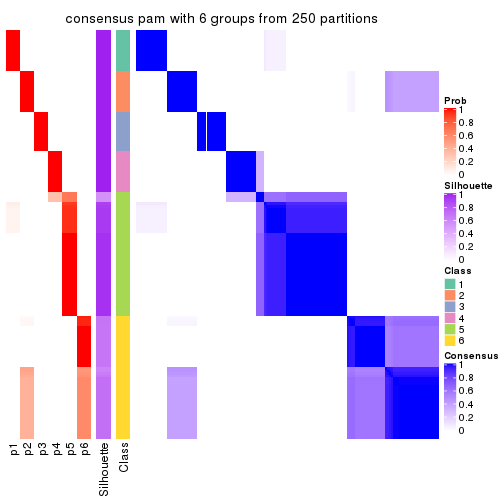 consensus pam with 6 groups from 250 partitions
Prob
1
0.8
0.6
0.4
0.2
0
Silhouette
1
0.8
0.6
0.4
0.2
0
Class
1
2
3
4
5
6
Consensus
1
0.8
0.6
0.4
0.2
0
p1
p2
p3
p4
p5
p6
Silhouette
Class